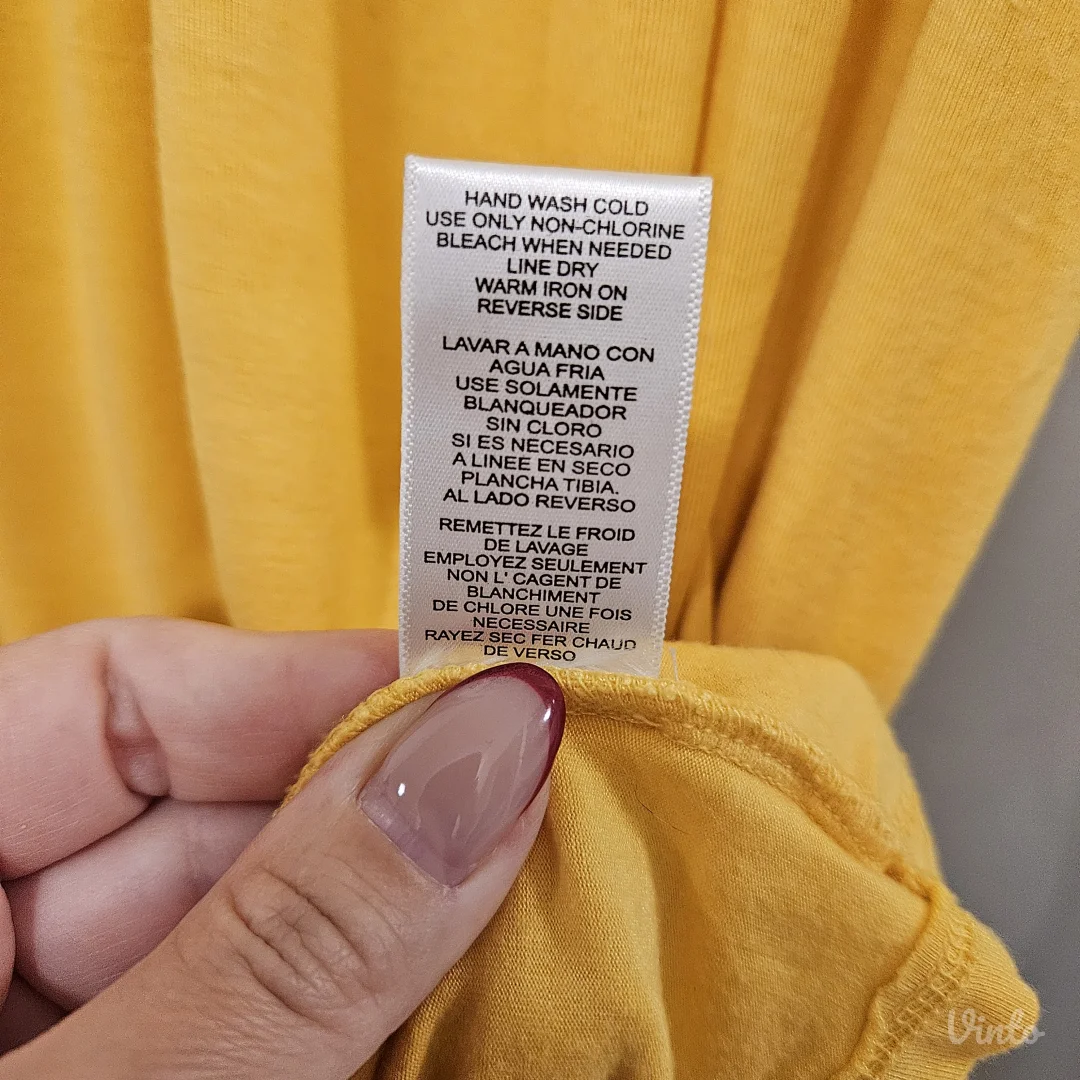 HAND WASH COLD
USE ONLY NON-CHLORINE
BLEACH WHEN NEEDED
LINE DRY
WARM IRON ON
REVERSE SIDE
LAVAR A MANO CON
AGUA FRIA
USE SOLAMENTE
BLANQUEADOR
SIN CLORO
SI ES NECESARIO
A LINEE EN SECO
PLANCHA TIBIA.
AL LADO REVERSO
REMETTEZ LE FROID
DE LAVAGE
EMPLOYEZ SEULEMENT
NON L' CAGENT DE
BLANCHIMENT
DE CHLORE UNE FOIS
NECESSAIRE
RAYEZ SEC FER CHAUD
DE VERSO
Vinto